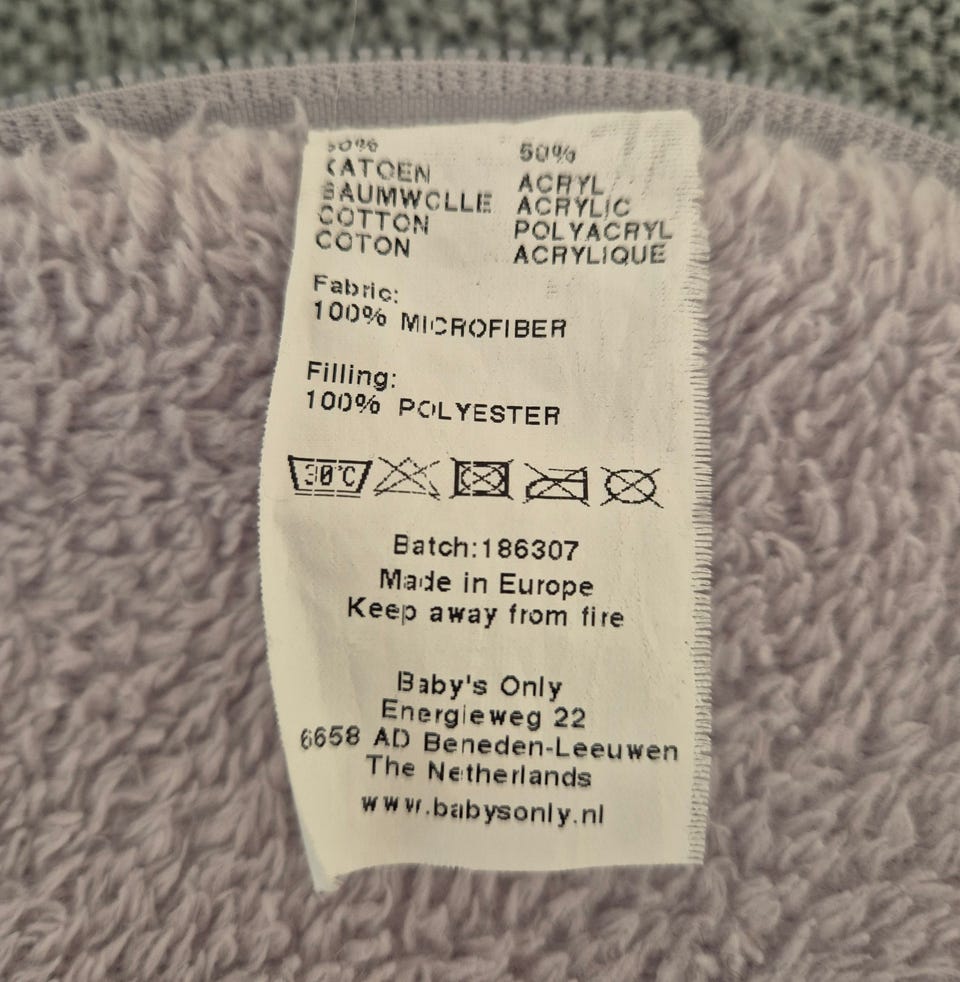 50% 50%
KATOEN ACRYL
BAUMWOLLE ACRYLIC
COTTON POLYACRYL
COTON ACRYLIQUE
Fabric:
100% MICROFIBER
Filling:
100% POLYESTER
30°C
Batch:186307
Made in Europe
Keep away from fire
Baby's Only
Energieweg 22
6658 AD Beneden-Leeuwen
The Netherlands
www.babysonly.nl